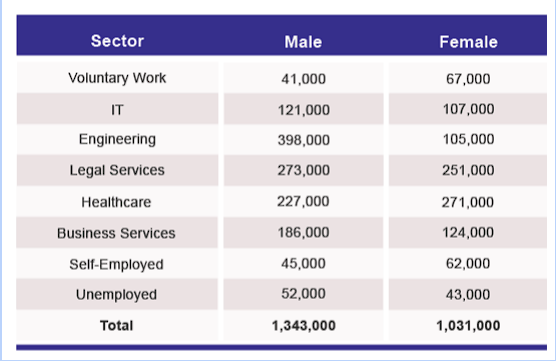 Sector Male Female
Voluntary Work 41,000 67,000
IT 121,000 107,000
Engineering 398,000 105,000
Legal Services 273,000 251,000
Healthcare 227,000 271,000
Business Services 186,000 124,000
Self-Employed 45,000 62,000
Unemployed 52,000 43,000
Total 1,343,000 1,031,000